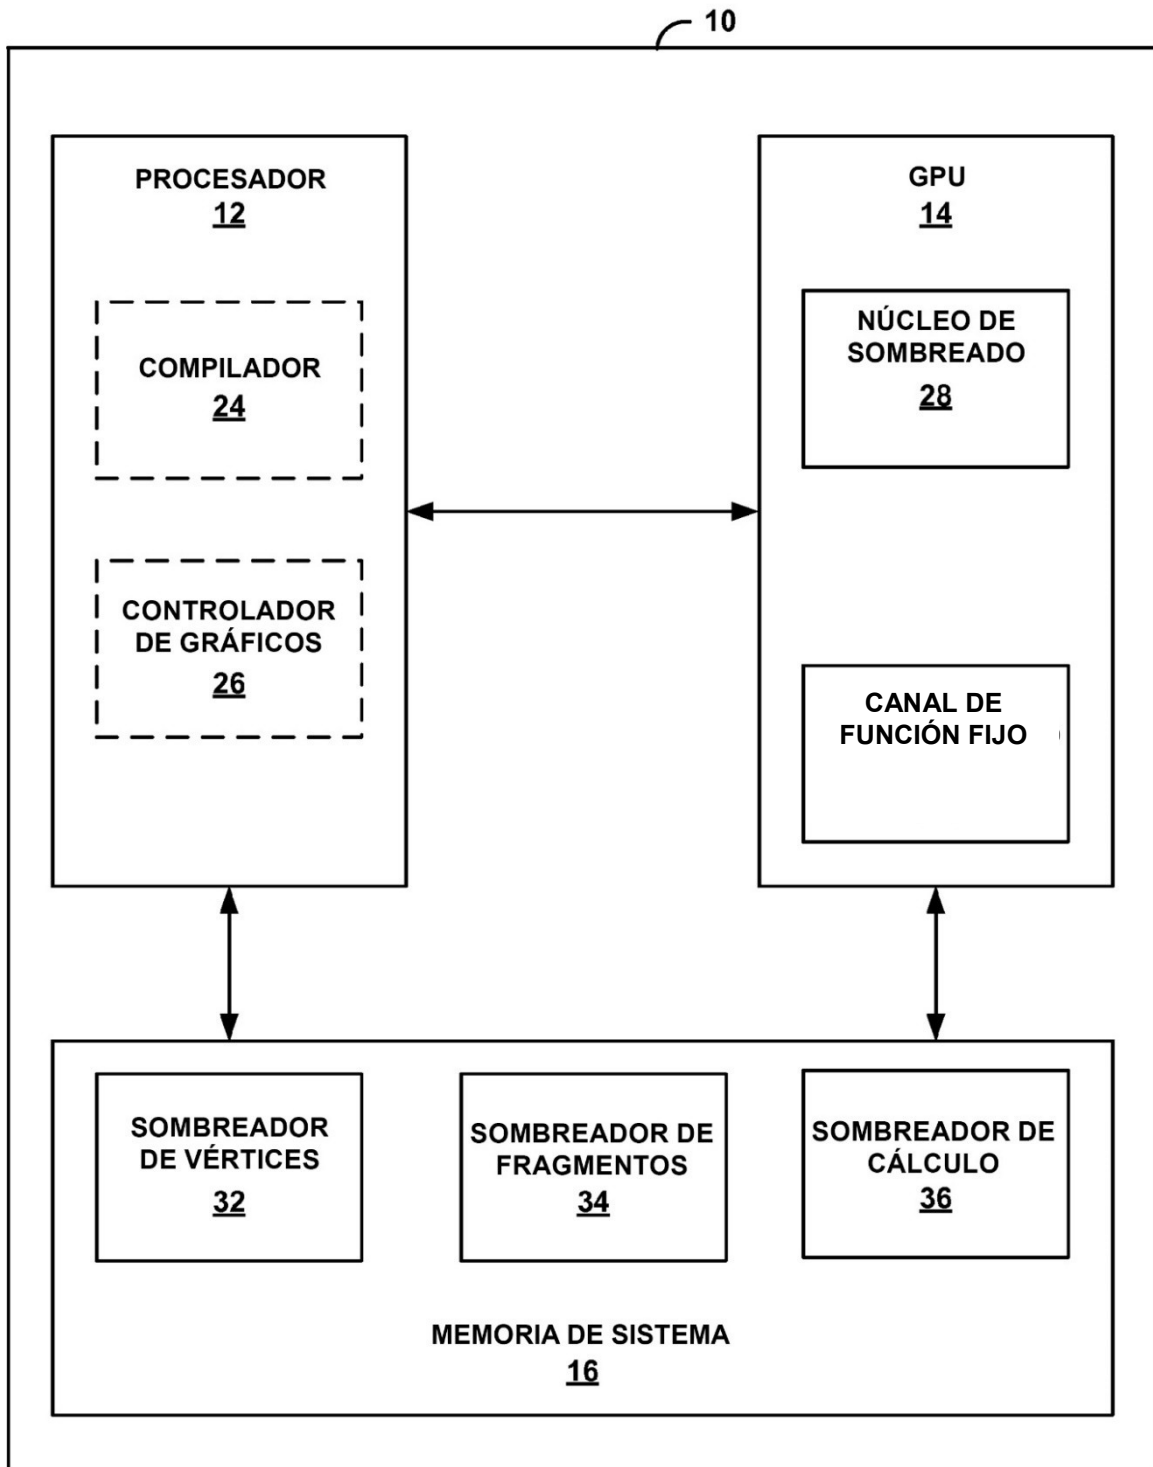 10
PROCESADOR
12
COMPILADOR
24
CONTROLADOR
DE GRÁFICOS
26
GPU
14
NÚCLEO DE
SOMBREADO
28
CANAL DE
FUNCIÓN FIJO
SOMBREADOR
DE VÉRTICES
32
SOMBREADOR DE
FRAGMENTOS
34
SOMBREADOR DE
CÁLCULO
36
MEMORIA DE SISTEMA
16